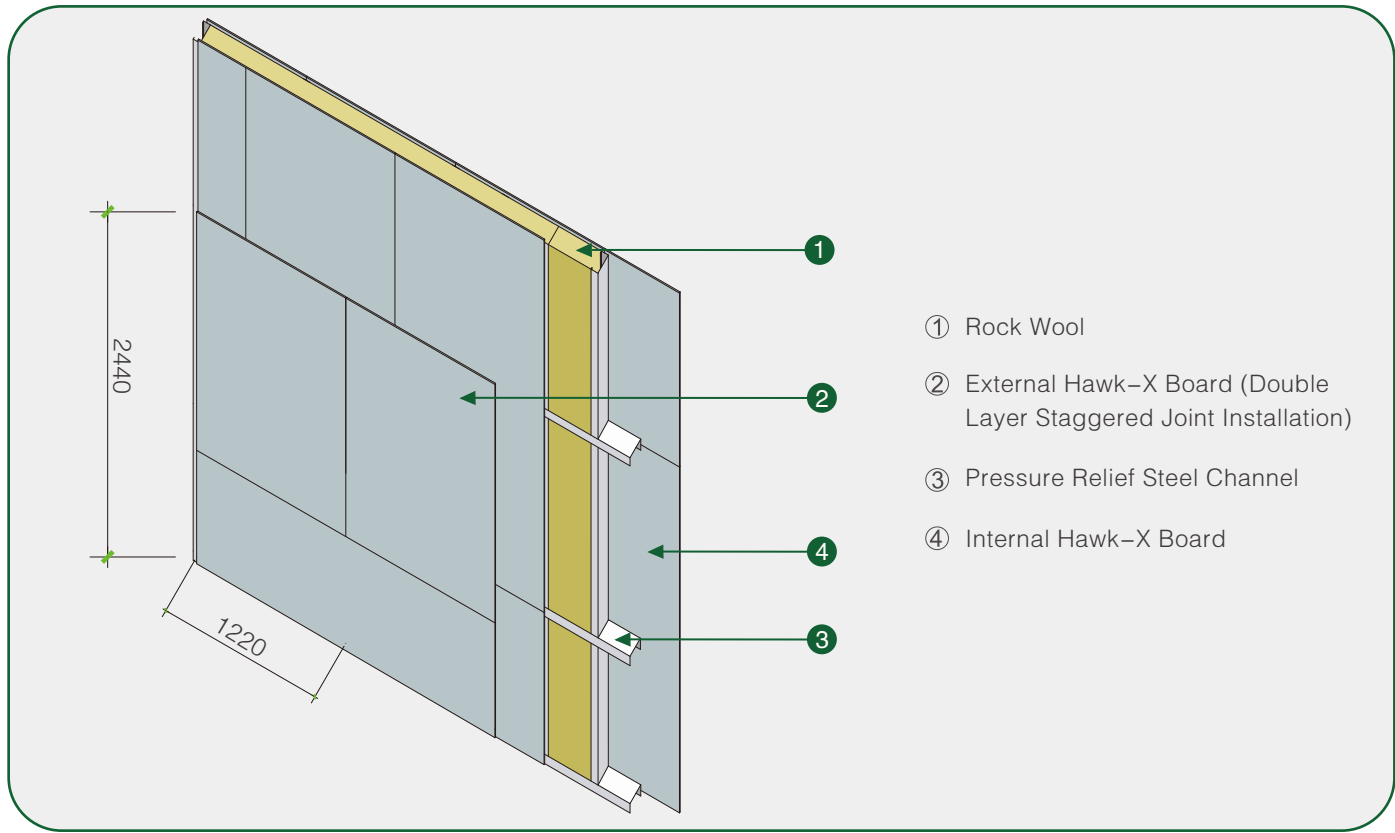 2440
1220
1
2
4
3
① Rock Wool
② External Hawk–X Board (Double
Layer Staggered Joint Installation)
③ Pressure Relief Steel Channel
④ Internal Hawk–X Board